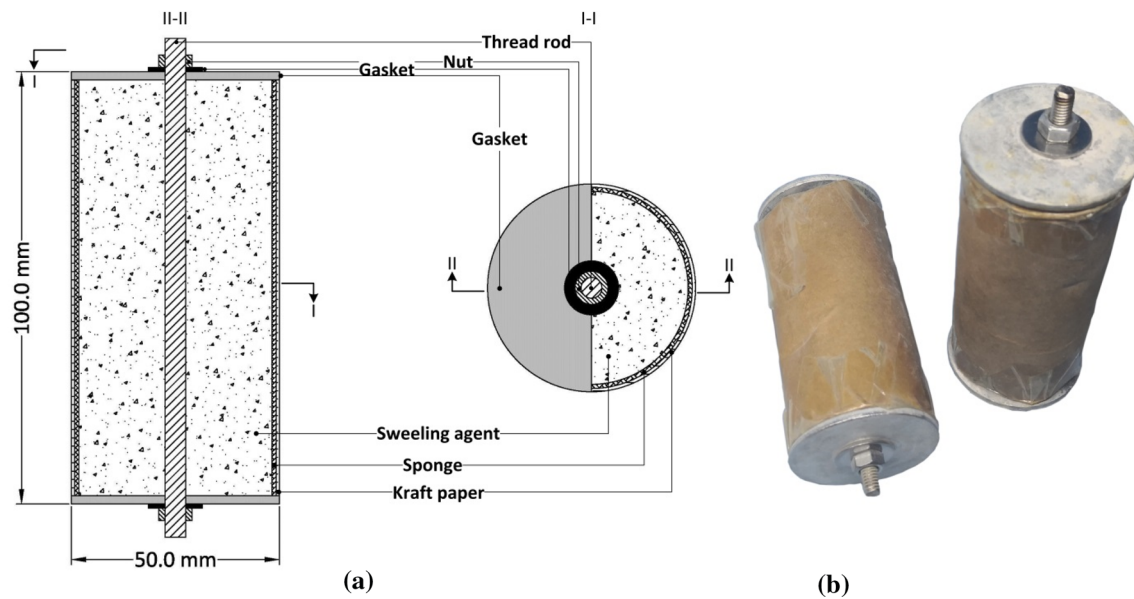 II-II
I-I
Thread rod
Nut
Gasket
I
Gasket
100.0 mm
II
II
I
Sweeling agent
Sponge
Kraft paper
50.0 mm
(a)
(b)